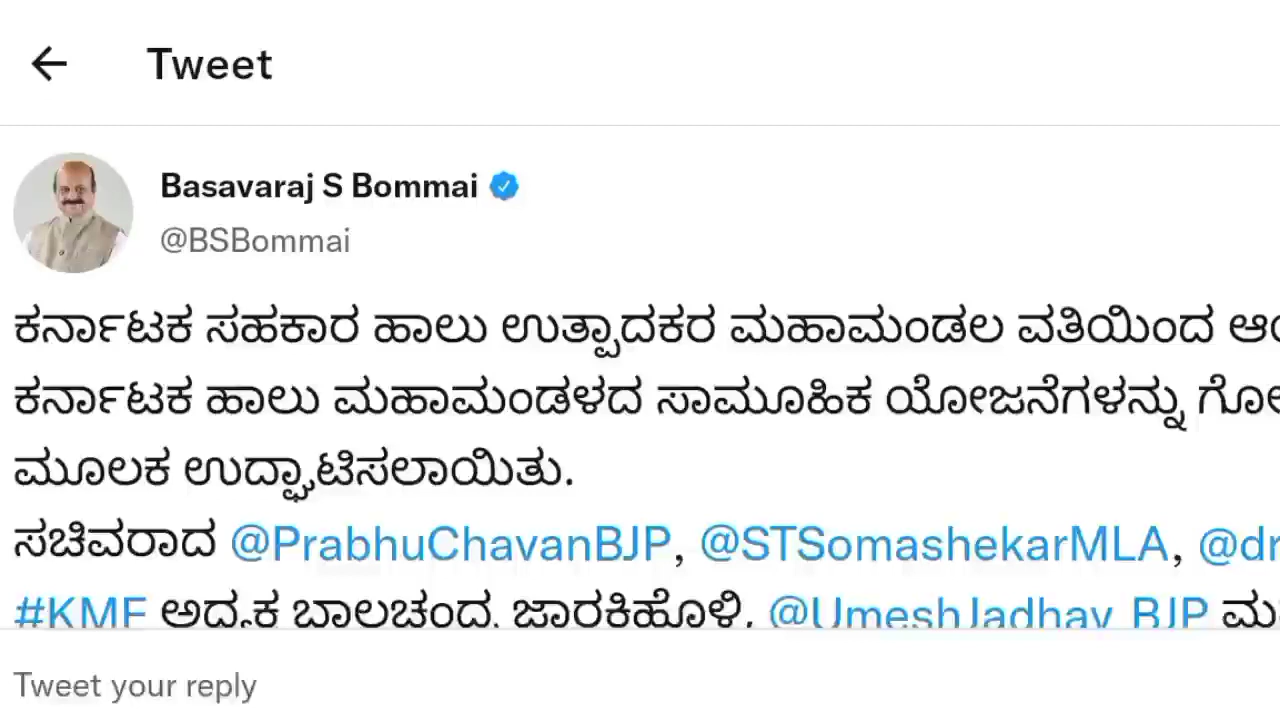 Tweet
Basavaraj S Bommai
@BSBommai
ಕರ್ನಾಟಕ ಸಹಕಾರ ಹಾಲು ಉತ್ಪಾದಕರ ಮಹಾಮಂಡಲ ವತಿಯಿಂದ
ಕರ್ನಾಟಕ ಹಾಲು ಮಹಾಮಂಡಳದ ಸಾಮೂಹಿಕ ಯೋಜನೆಗಳನ್ನು
ಮೂಲಕ ಉದ್ಘಾಟಿಸಲಾಯಿತು.
ಸಚಿವರಾದ @PrabhuChavanBJP, @STSomashekarMLA, @dr
#KMF ಅಧ್ಯಕ್ಷ ಬಾಲಚಂದ್ರ ಜಾರಕಿಹೊಳಿ, @UmeshJadhav_BJP
Tweet your reply